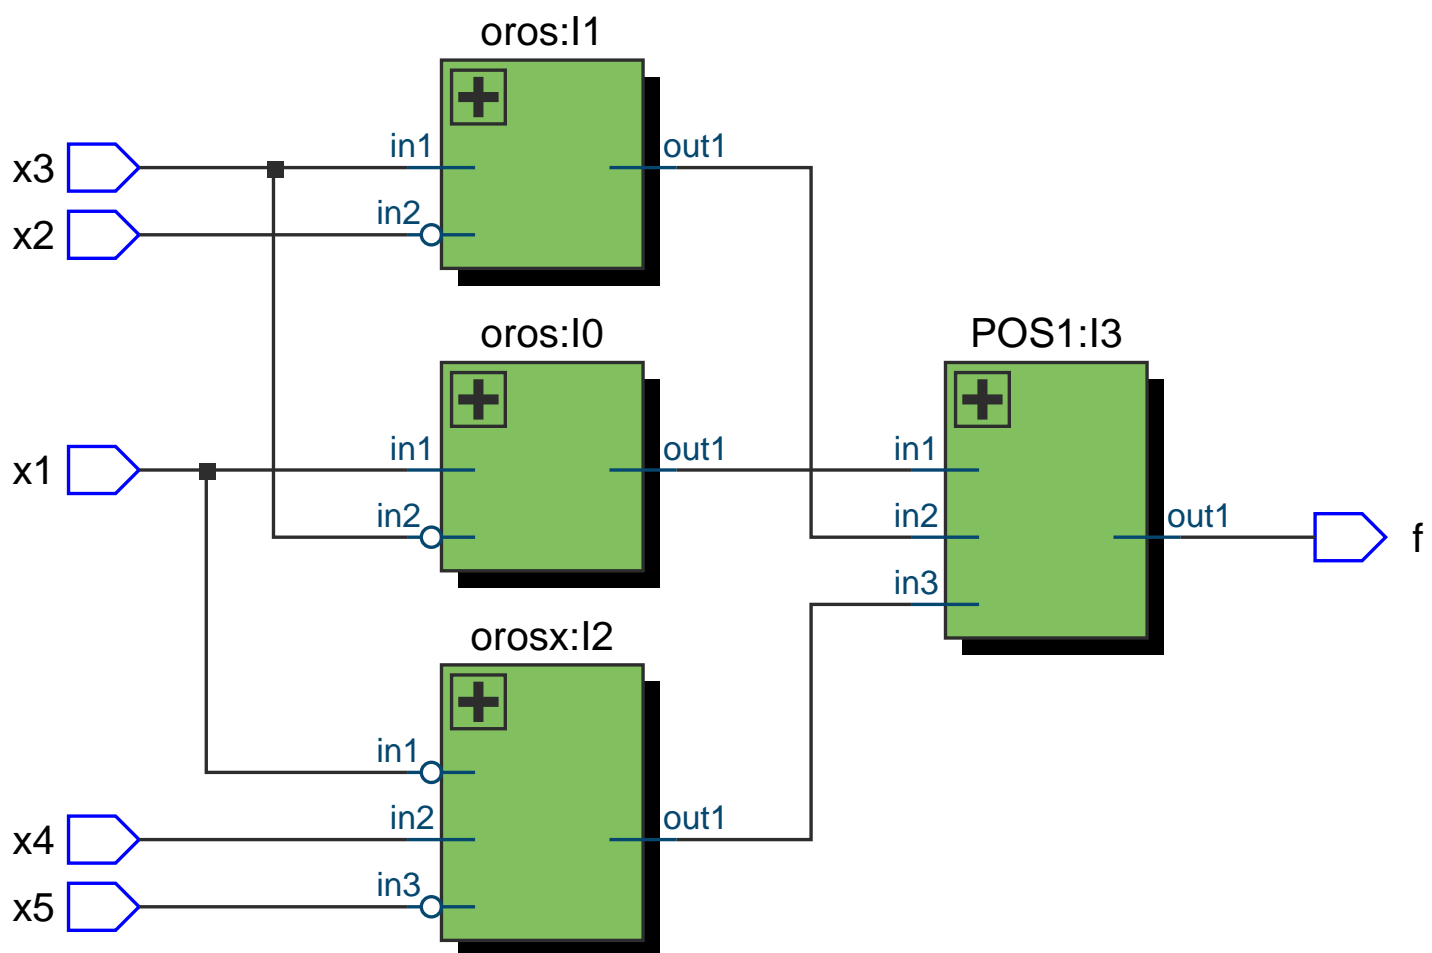 oros:I1
x3
in1
out1
x2
in2
oros:I0
POS1:I3
x1
in1
out1
in1
in2
in2
out1
f
in3
orosx:I2
in1
x4
in2
out1
x5
in3